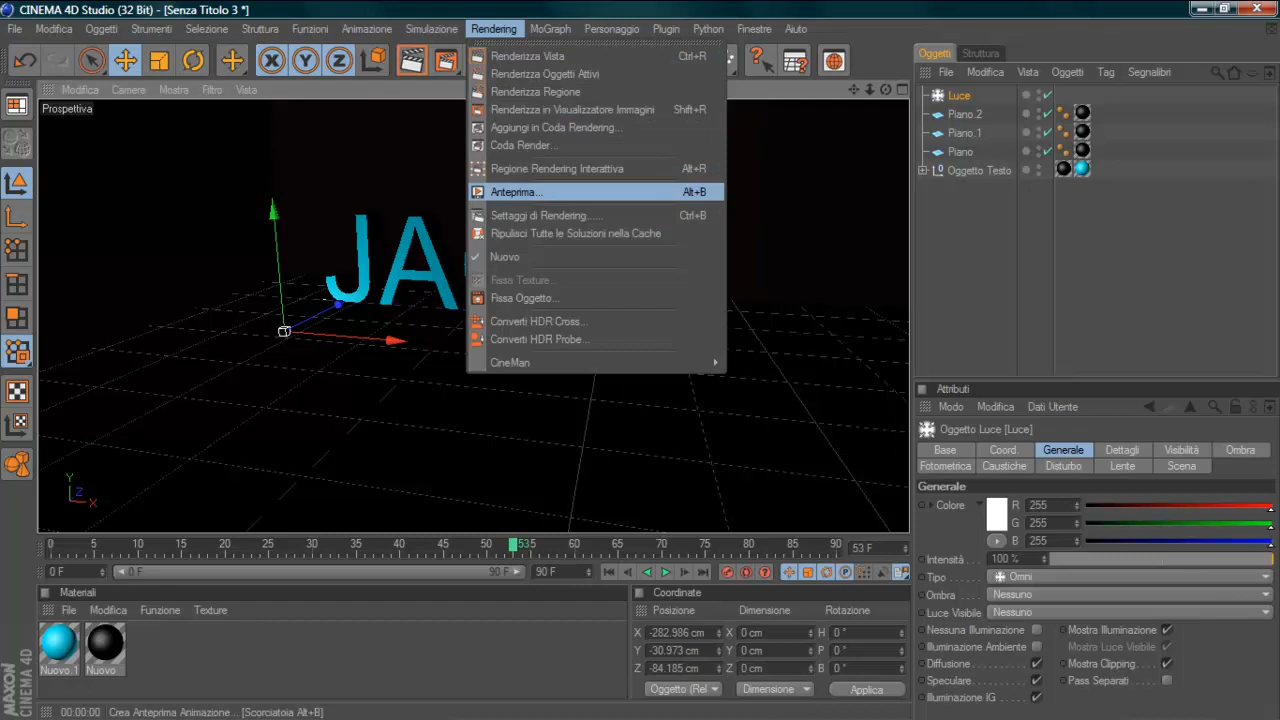 CINEMA 4D Studio (32 Bit) - [Senza Titolo 3 *]
File Modifica Oggetti Strumenti Selezione Struttura Funzioni Animazione Simulazione Rendering MoGraph Personaggio Plugin Python Finestre Aiuto
Modifica Camere Mostra Filtro Vista
Prospettiva
JA
Y
Z
X
Renderizza Vista Ctrl+R
Renderizza Oggetti Attivi
Renderizza Regione
Renderizza in Visualizzatore Immagini Shift+R
Aggiungi in Coda Rendering...
Coda Render...
Regione Rendering Interattiva Alt+R
Anteprima... Alt+B
Settaggi di Rendering...... Ctrl+B
Ripulisci Tutte le Soluzioni nella Cache
Nuovo
Fissa Texture...
Fissa Oggetto...
Converti HDR Cross...
Converti HDR Probe...
CineMan
Oggetti Struttura
File Modifica Vista Oggetti Tag Segnalibri
Luce
Piano.2
Piano.1
Piano
Oggetto Testo
Attributi
Modo Modifica Dati Utente
Oggetto Luce [Luce]
Base Coord. Generale Dettagli Visibilità Ombra
Fotometrica Caustiche Disturbo Lente Scena
Generale
Colore R 255
G 255
B 255
Intensità 100 %
Tipo Omni
Ombra Nessuno
Luce Visibile Nessuno
Nessuna Illuminazione Mostra Illuminazione
Illuminazione Ambiente Mostra Luce Visibile
Diffusione Mostra Clipping
Speculare Pass Separati
Illuminazione IG
0 5 10 15 20 25 30 35 40 45 50 535 60 65 70 75 80 85 90 53 F
0 F 0 F 90 F 90 F
Materiali
File Modifica Funzione Texture
Nuovo.1 Nuovo
Coordinate
Posizione Dimensione Rotazione
X -282.986 cm X 0 cm H 0 °
Y -30.973 cm Y 0 cm P 0 °
Z -84.185 cm Z 0 cm B 0 °
Oggetto (Rel Dimensione Applica
MAXON
CINEMA 4D
00:00:00 Crea Anteprima Animazione... [Scorciatoia Alt+B]